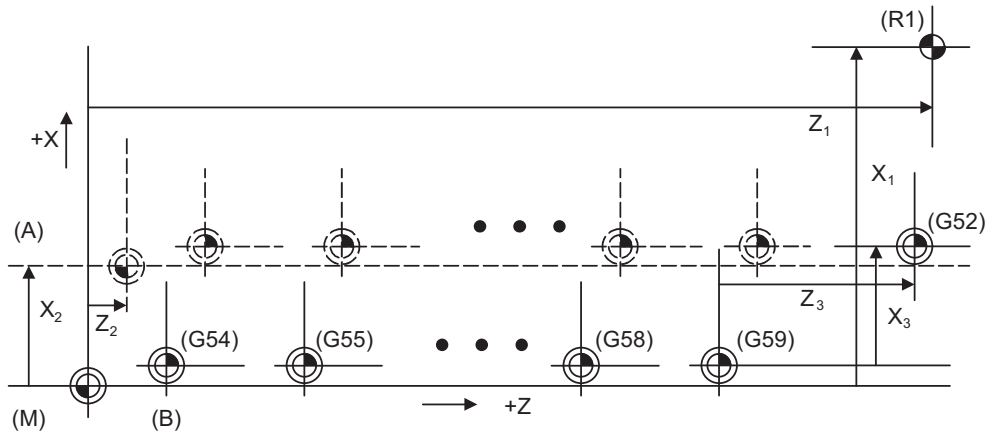 (R1)
Z1
+X
X1
(A)
(G52)
X2
Z2
Z3
X3
(G54)
(G55)
(G58)
(G59)
(M)
(B)
+Z